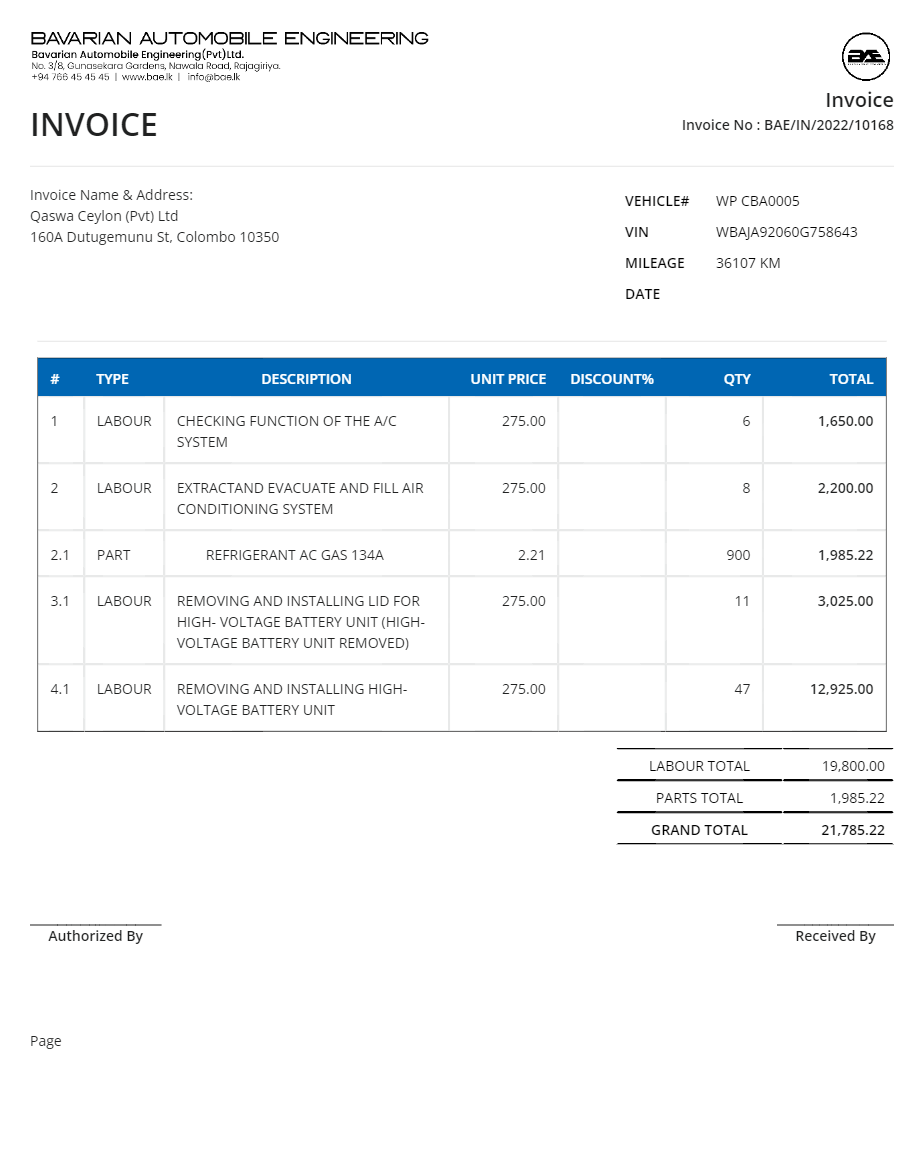 BAVARIAN AUTOMOBILE ENGINEERING
Bavarian Automobile Engineering(Pvt)Ltd.
No. 3/8, Gunasekara Gardens, Nawala Road, Rajagiriya.
+94 766 45 45 45 | www.bae.lk | info@bae.lk
BAE
Invoice
INVOICE
Invoice No : BAE/IN/2022/10168
Invoice Name & Address:
Qaswa Ceylon (Pvt) Ltd
160A Dutugemunu St, Colombo 10350
VEHICLE# WP CBA0005
VIN WBAJA92060G758643
MILEAGE 36107 KM
DATE
# TYPE DESCRIPTION UNIT PRICE DISCOUNT% QTY TOTAL
1 LABOUR CHECKING FUNCTION OF THE A/C 275.00 6 1,650.00
SYSTEM
2 LABOUR EXTRACTAND EVACUATE AND FILL AIR 275.00 8 2,200.00
CONDITIONING SYSTEM
2.1 PART REFRIGERANT AC GAS 134A 2.21 900 1,985.22
3.1 LABOUR REMOVING AND INSTALLING LID FOR 275.00 11 3,025.00
HIGH- VOLTAGE BATTERY UNIT (HIGH-
VOLTAGE BATTERY UNIT REMOVED)
4.1 LABOUR REMOVING AND INSTALLING HIGH- 275.00 47 12,925.00
VOLTAGE BATTERY UNIT
LABOUR TOTAL 19,800.00
PARTS TOTAL 1,985.22
GRAND TOTAL 21,785.22
Authorized By Received By
Page